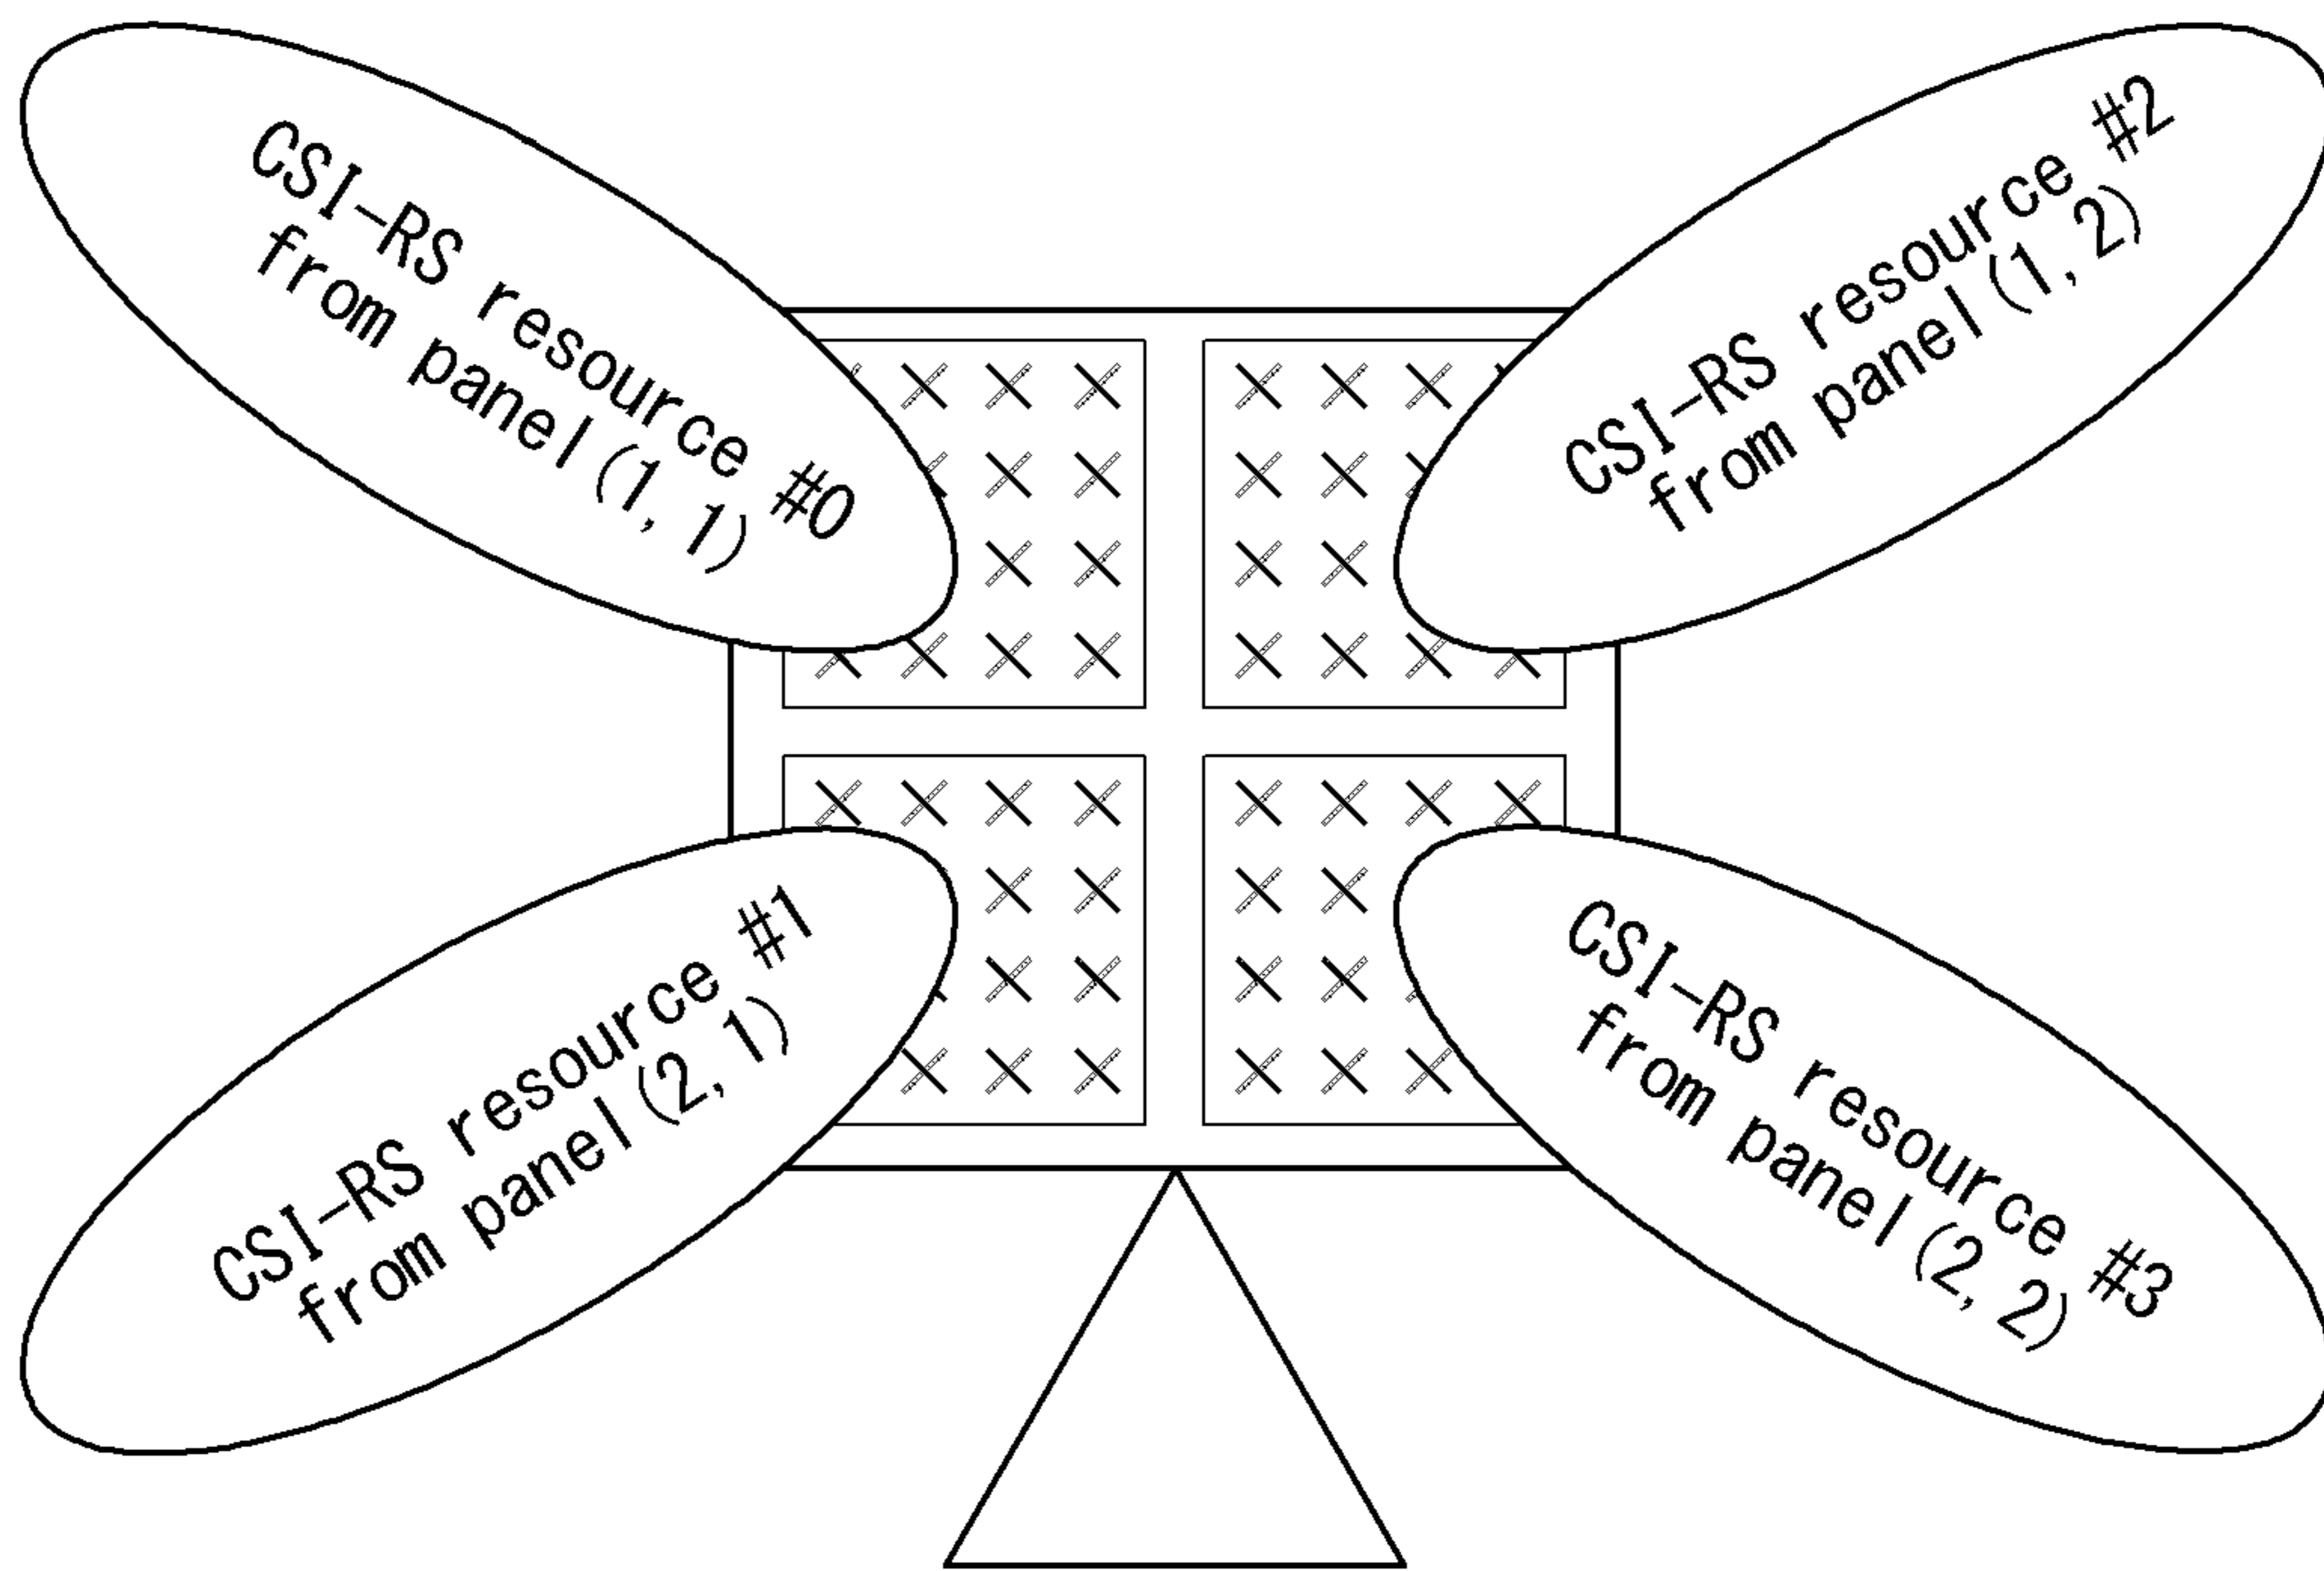 CSI-RS resource #0
from panel (1, 1)
CSI-RS resource #2
from panel (1, 2)
CSI-RS resource #1
from panel (2, 1)
CSI-RS resource #3
from panel (2, 2)